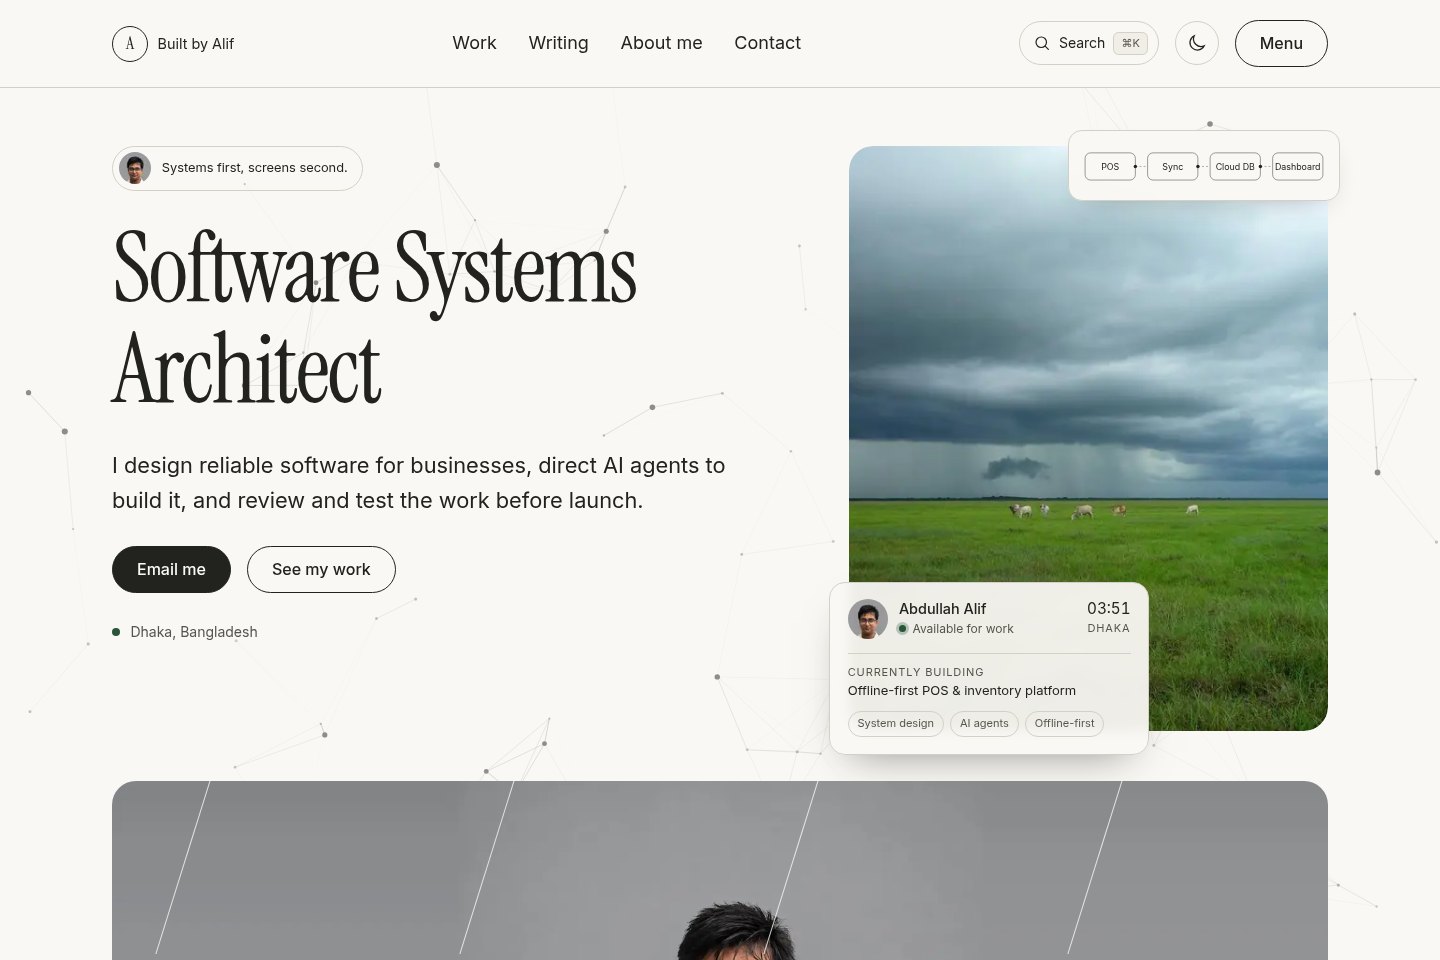 A
Built by Alif
Work
Writing
About me
Contact
Search
⌘K
Menu
Systems first, screens second.
Software Systems
Architect
I design reliable software for businesses, direct AI agents to
build it, and review and test the work before launch.
Email me
See my work
Dhaka, Bangladesh
POS
Sync
Cloud DB
Dashboard
Abdullah Alif
Available for work
03:51
DHAKA
CURRENTLY BUILDING
Offline-first POS & inventory platform
System design
AI agents
Offline-first